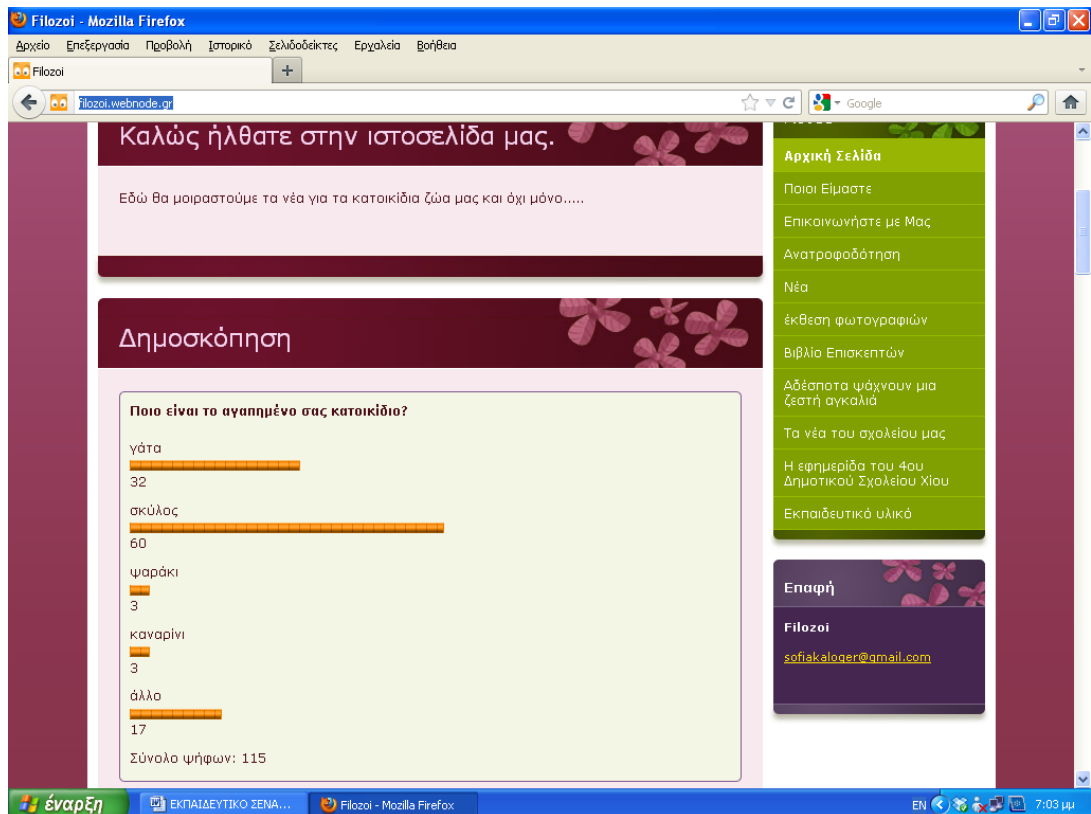 Filozoi - Mozilla Firefox
Αρχείο Επεξεργασία Προβολή Ιστορικό Σελιδοδείκτες Εργαλεία Βοήθεια
Filozoi
filozoi.webnode.gr
Google
Καλώς ήλθατε στην ιστοσελίδα μας.
Εδώ θα μοιραστούμε τα νέα για τα κατοικίδια ζώα μας και όχι μόνο.....
Δημοσκόπηση
Ποιο είναι το αγαπημένο σας κατοικίδιο?
γάτα
32
σκύλος
60
ψαράκι
3
καναρίνι
3
άλλο
17
Σύνολο ψήφων: 115
Αρχική Σελίδα
Ποιοι Είμαστε
Επικοινωνήστε με Μας
Ανατροφοδότηση
Νέα
έκθεση φωτογραφιών
Βιβλίο Επισκεπτών
Αδέσποτα ψάχνουν μια
ζεστή αγκαλιά
Τα νέα του σχολείου μας
Η εφημερίδα του 4ου
Δημοτικού Σχολείου Χίου
Εκπαιδευτικό υλικό
Επαφή
Filozoi
sofiakaloger@gmail.com
έναρξη
ΕΚΠΑΙΔΕΥΤΙΚΟ ΣΕΝΑ...
Filozoi - Mozilla Firefox
EN
7:03 μμ